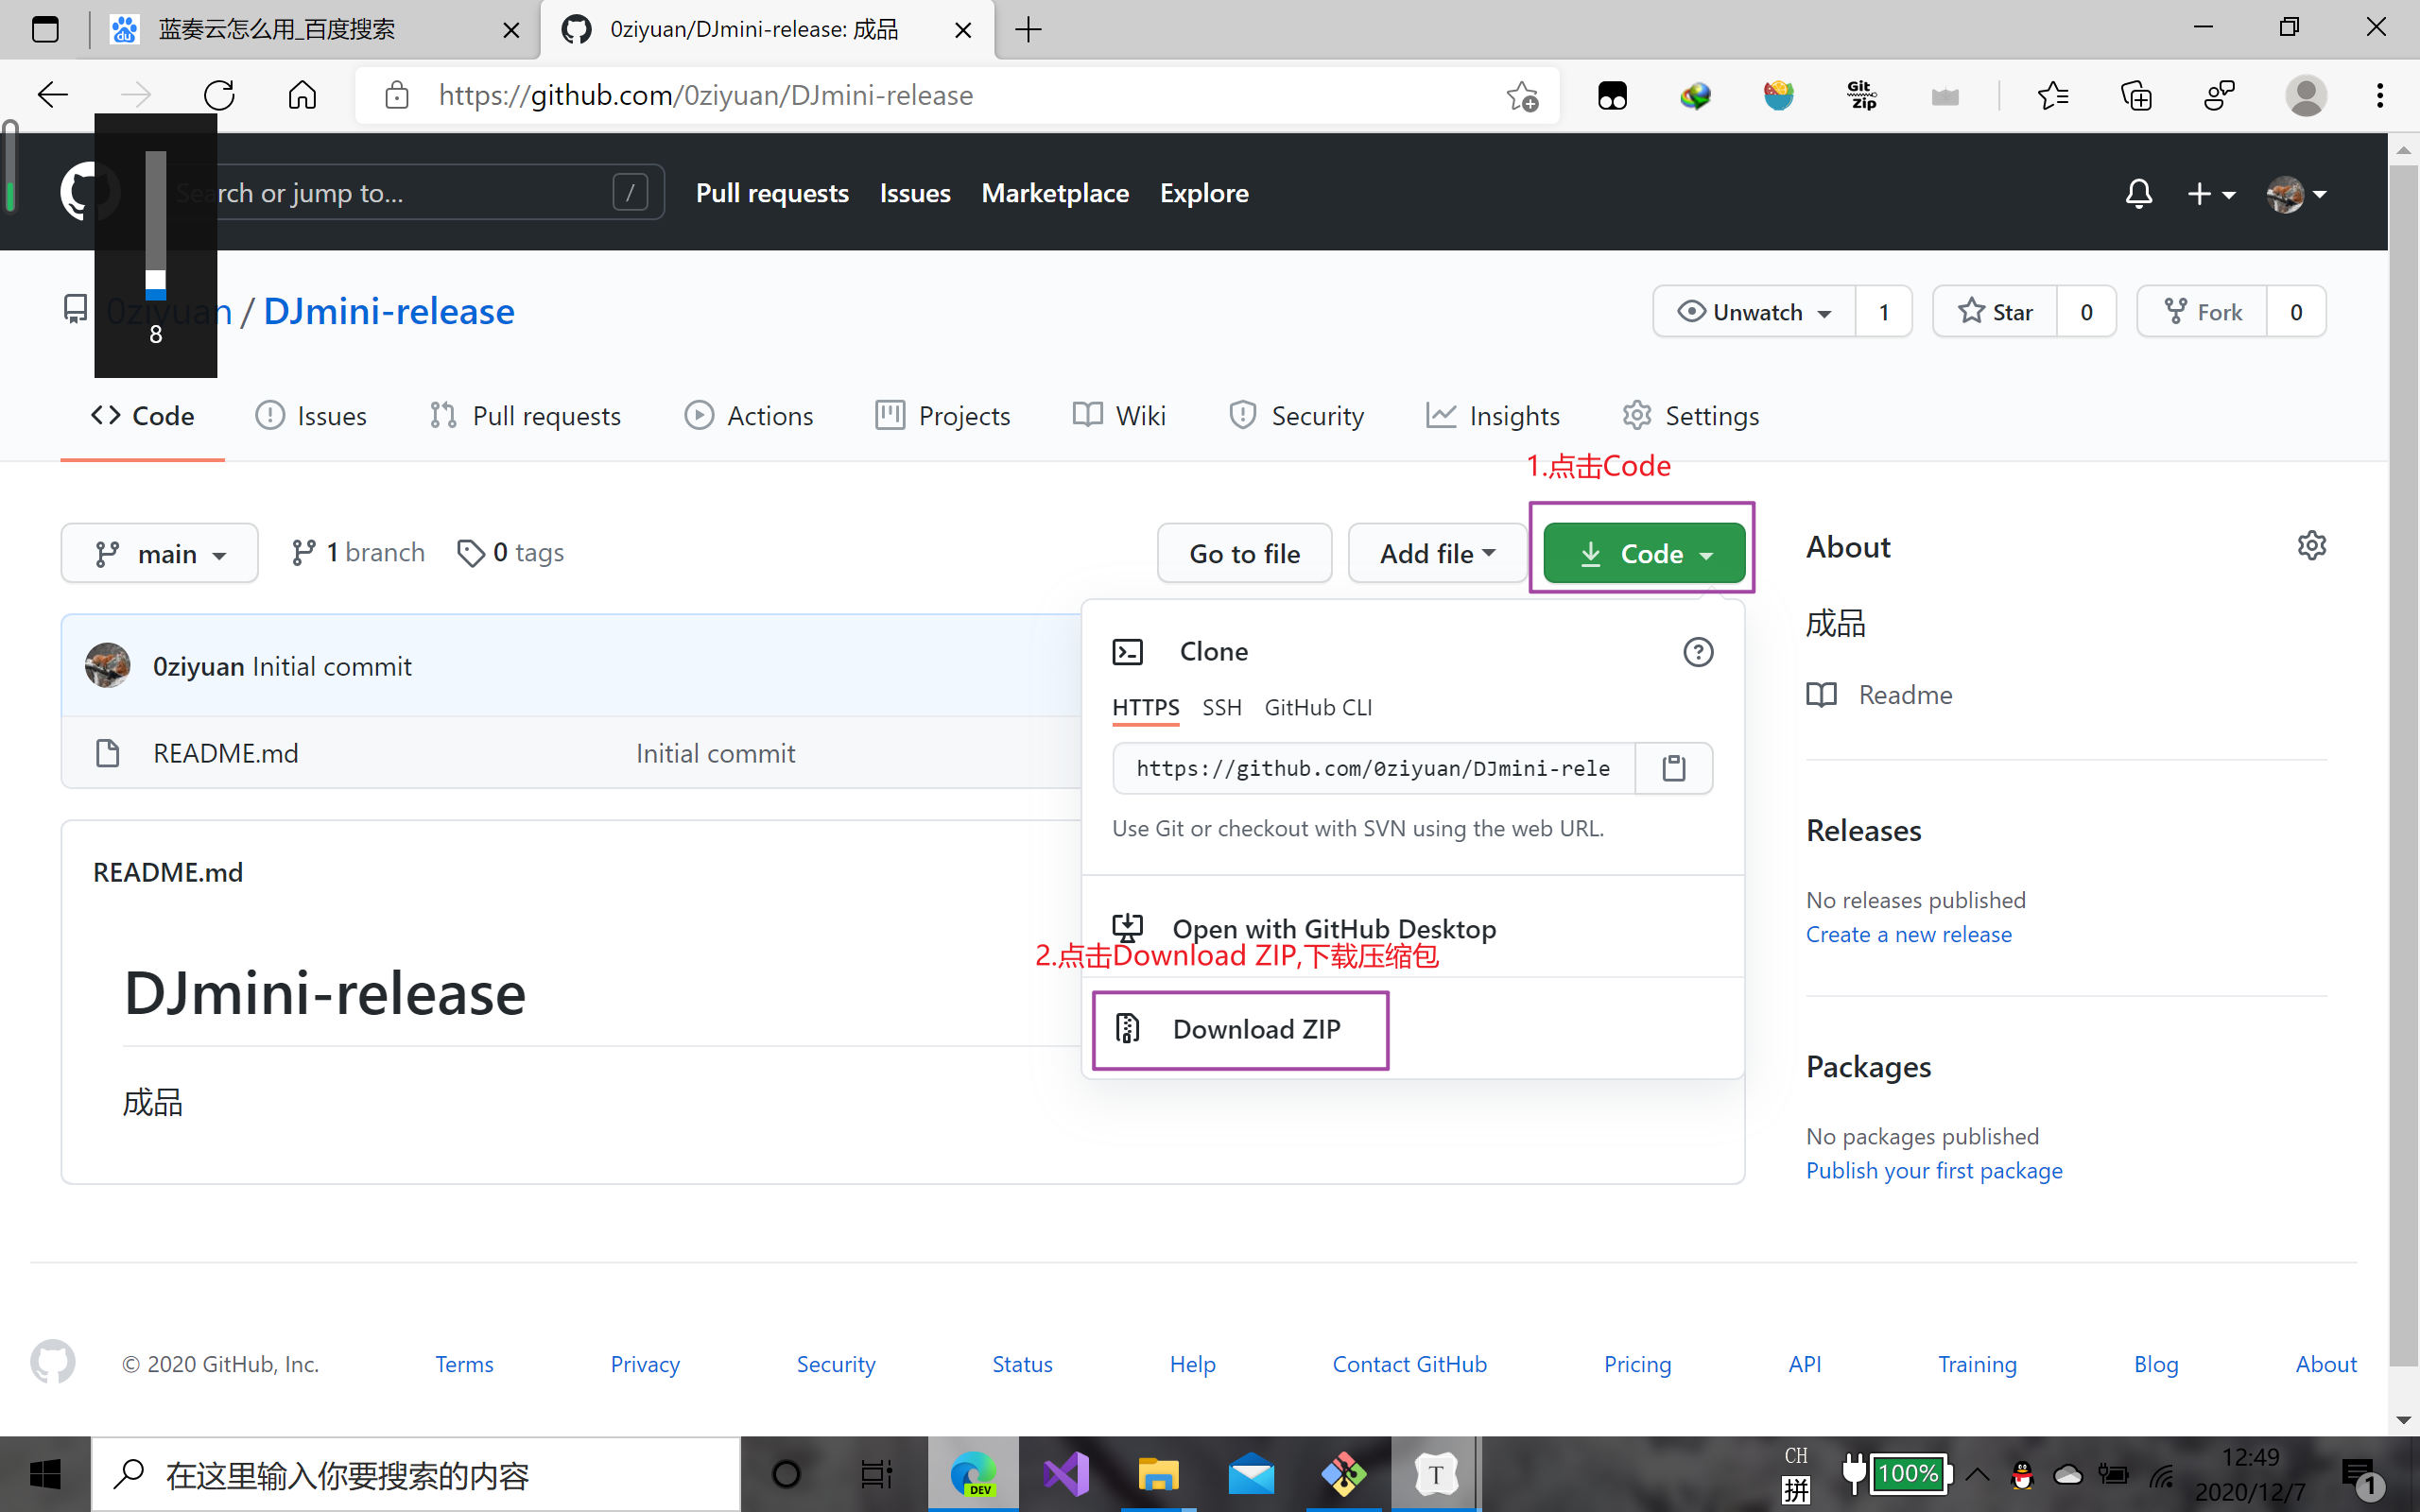 蓝奏云怎么用_百度搜索
0ziyuan/DJmini-release: 成品
https://github.com/0ziyuan/DJmini-release
Git Zip
Search or jump to...
/
Pull requests
Issues
Marketplace
Explore
8
0ziyuan / DJmini-release
Unwatch 1
Star 0
Fork 0
Code
Issues
Pull requests
Actions
Projects
Wiki
Security
Insights
Settings
1.点击Code
main
1 branch
0 tags
Go to file
Add file
Code
About
成品
Readme
0ziyuan Initial commit
README.md
Initial commit
Clone
HTTPS
SSH
GitHub CLI
https://github.com/0ziyuan/DJmini-rele
Use Git or checkout with SVN using the web URL.
Open with GitHub Desktop
2.点击Download ZIP,下载压缩包
Download ZIP
README.md
DJmini-release
成品
Releases
No releases published
Create a new release
Packages
No packages published
Publish your first package
© 2020 GitHub, Inc.
Terms
Privacy
Security
Status
Help
Contact GitHub
Pricing
API
Training
Blog
About
在这里输入你要搜索的内容
DEV
T
CH
拼
100%
12:49
2020/12/7
1